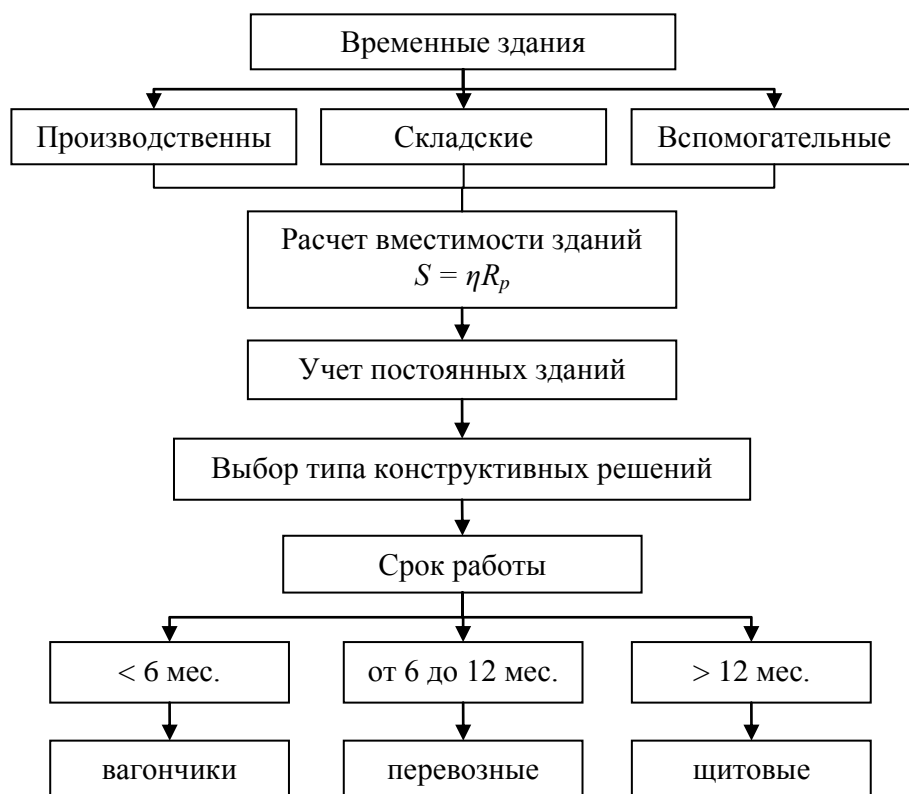 Временные здания
Производственны
Складские
Вспомогательные
Расчет вместимости зданий
S = ηRp
Учет постоянных зданий
Выбор типа конструктивных решений
Срок работы
< 6 мес.
от 6 до 12 мес.
> 12 мес.
вагончики
перевозные
щитовые